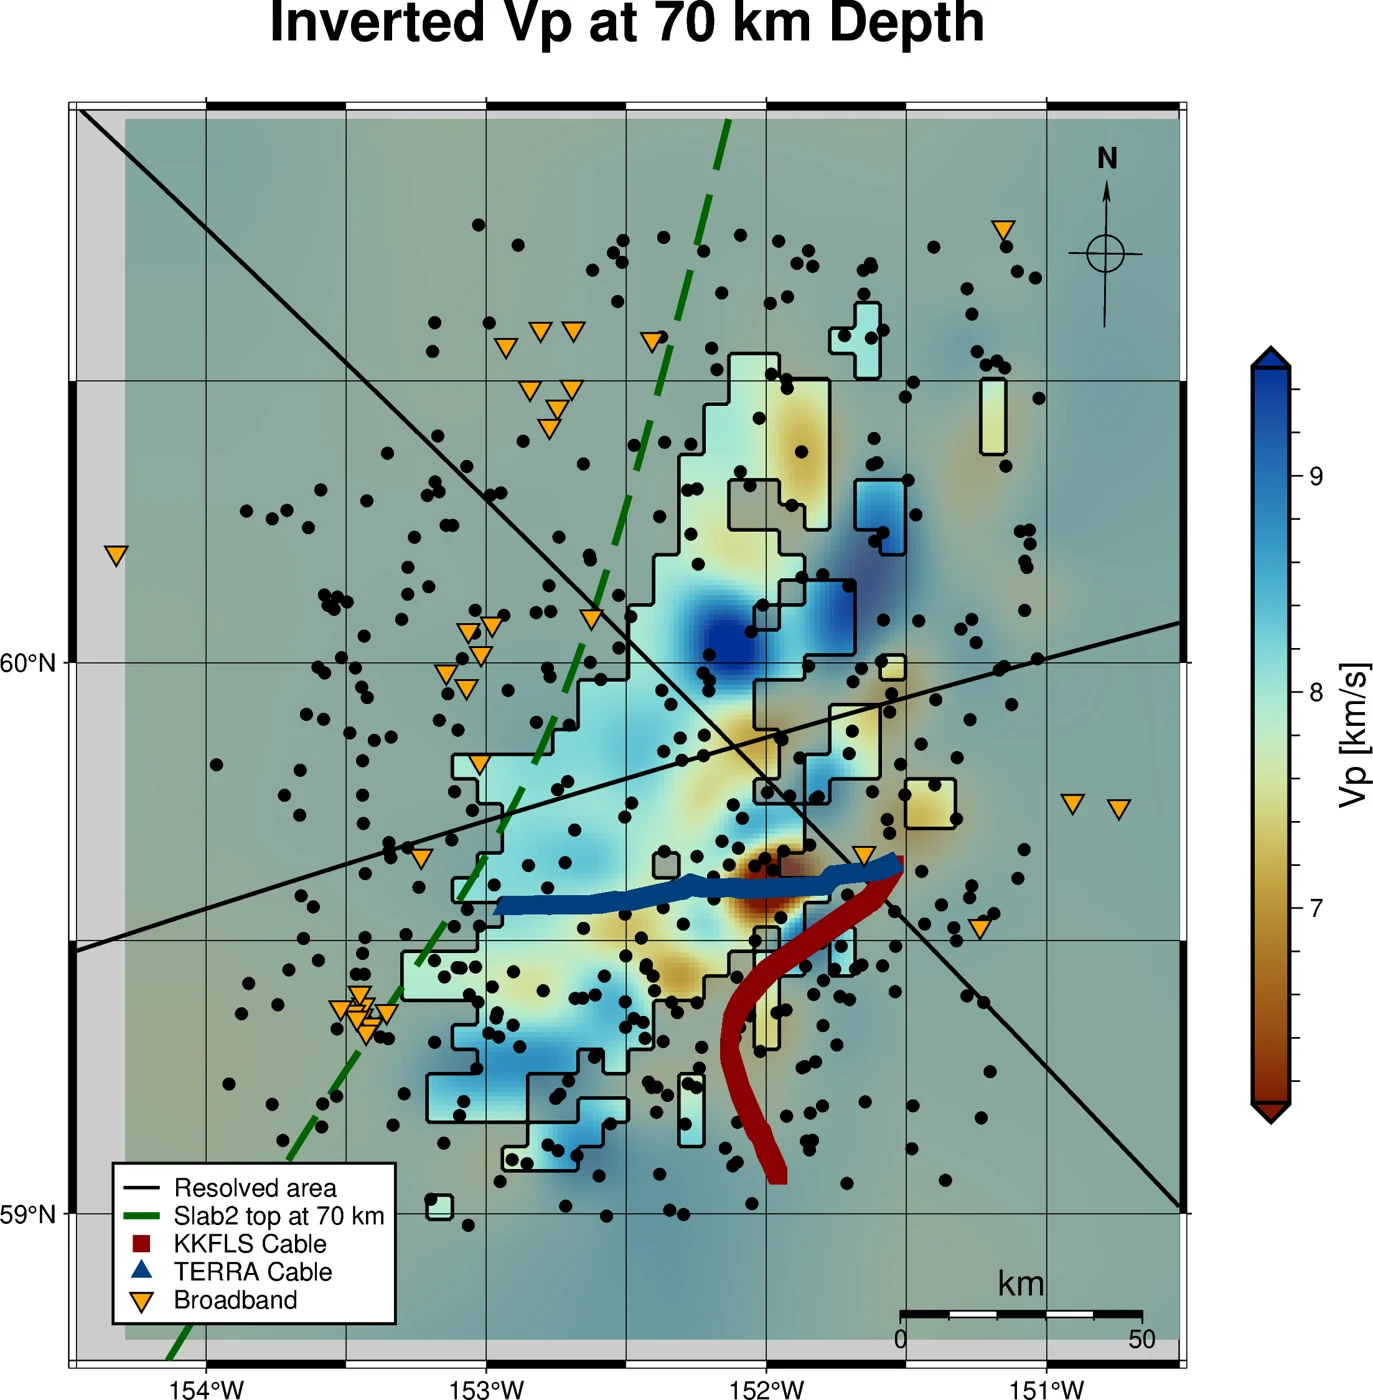 Inverted Vp at 70 km Depth
N
9
8
7
Vp [km/s]
60°N
59°N
Resolved area
Slab2 top at 70 km
KKFLS Cable
TERRA Cable
Broadband
km
0 50
154°W 153°W 152°W 151°W